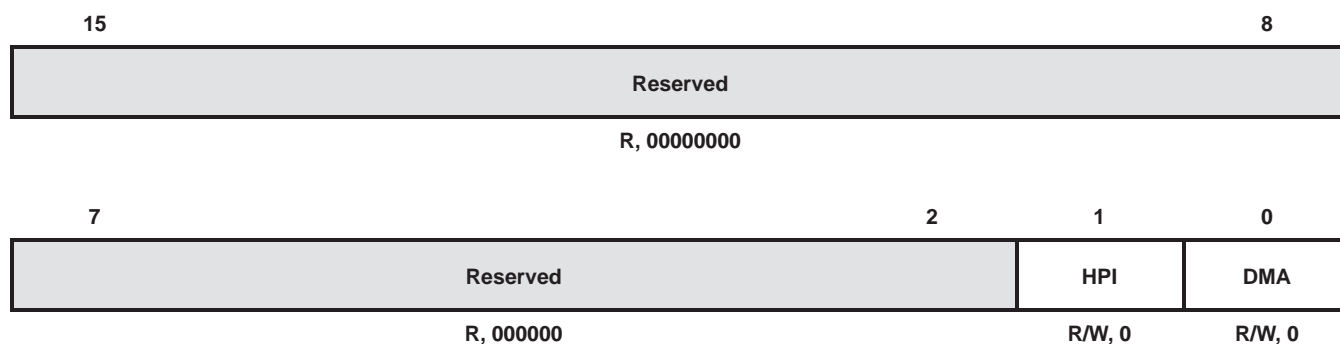 15 8
Reserved
R, 00000000
7 2 1 0
Reserved HPI DMA
R, 000000 R/W, 0 R/W, 0